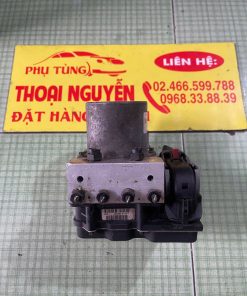 PHỤ TÙNG
THOẠI NGUYỄN
ĐẶT HÀNG
LIÊN HỆ:
02.466.599.788
0968.33.88.39